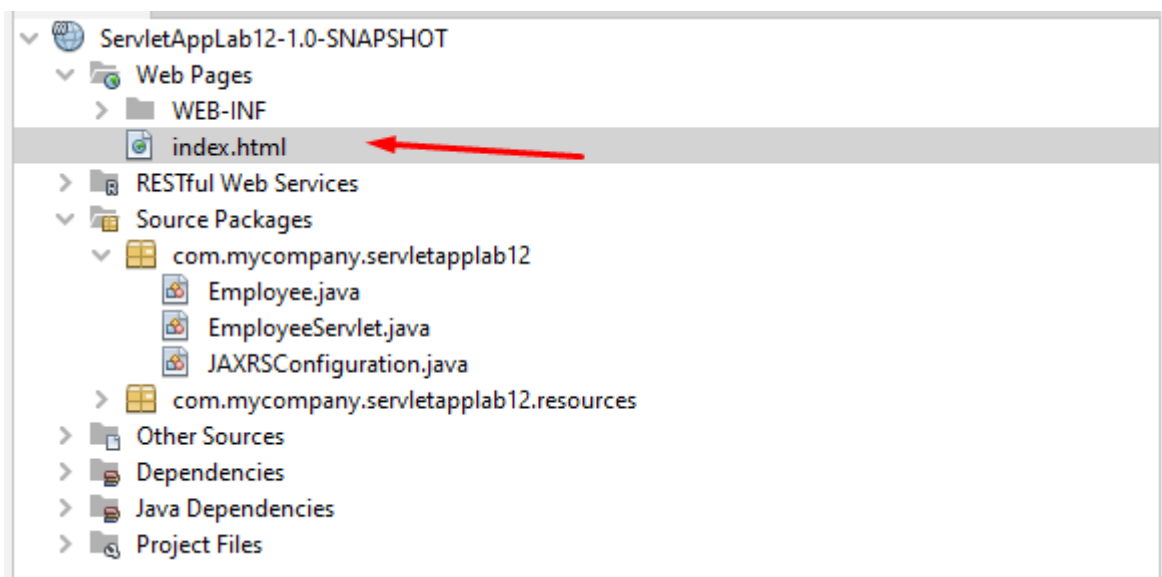 ServletAppLab12-1.0-SNAPSHOT
Web Pages
WEB-INF
index.html
RESTful Web Services
Source Packages
com.mycompany.servletapplab12
Employee.java
EmployeeServlet.java
JAXRSConfiguration.java
com.mycompany.servletapplab12.resources
Other Sources
Dependencies
Java Dependencies
Project Files